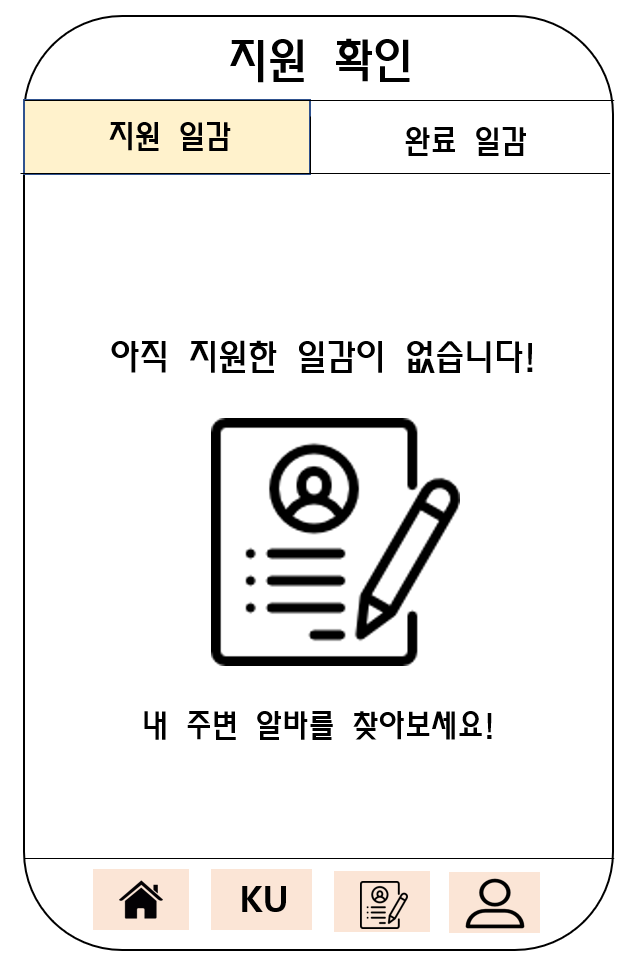 지원 확인
지원 일감
완료 일감
아직 지원한 일감이 없습니다!
내 주변 알바를 찾아보세요!
KU